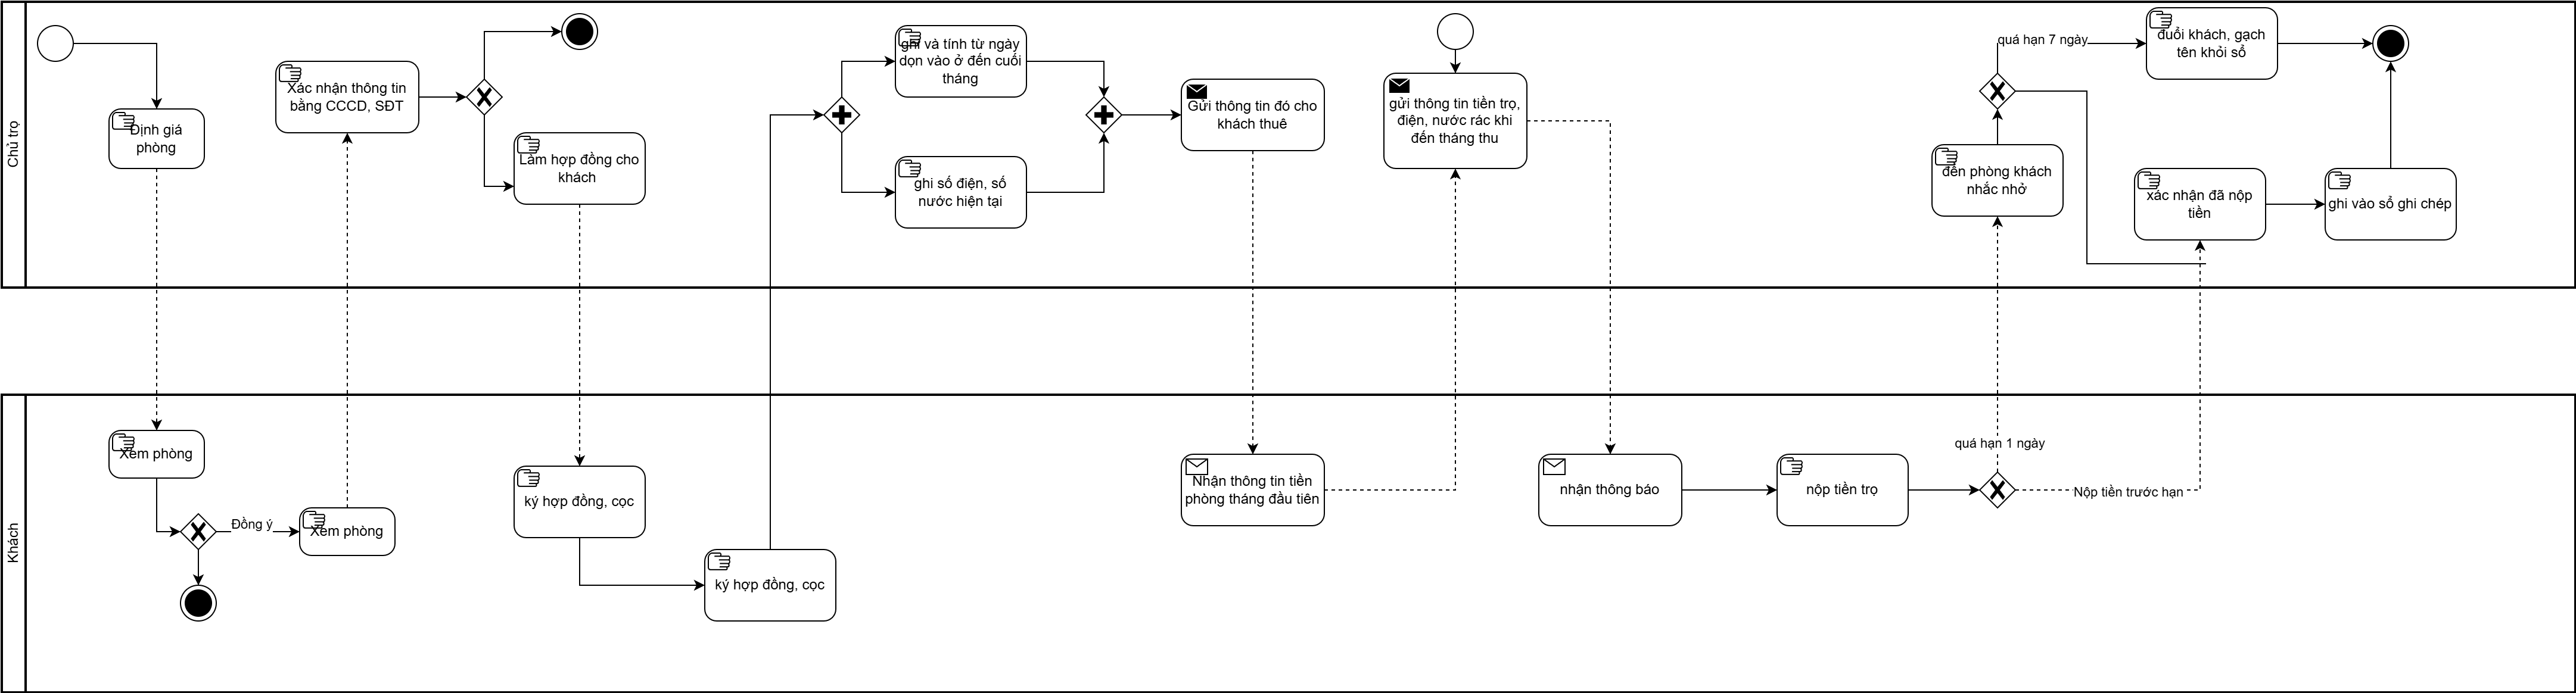 Chủ trọ
Định giá
phòng
Xác nhận thông tin
bằng CCCD, SĐT
Làm hợp đồng cho
khách
ghi và tính từ ngày
dọn vào ở đến cuối
tháng
ghi số điện, số
nước hiện tại
Gửi thông tin đó cho
khách thuê
gửi thông tin tiền trọ,
điện, nước rác khi
đến tháng thu
đến phòng khách
nhắc nhở
quá hạn 7 ngày
đuổi khách, gạch
tên khỏi sổ
xác nhận đã nộp
tiền
ghi vào sổ ghi chép
Khách
Xem phòng
Đồng ý
Xem phòng
ký hợp đồng, cọc
ký hợp đồng, cọc
Nhận thông tin tiền
phòng tháng đầu tiên
nhận thông báo
nộp tiền trọ
quá hạn 1 ngày
Nộp tiền trước hạn